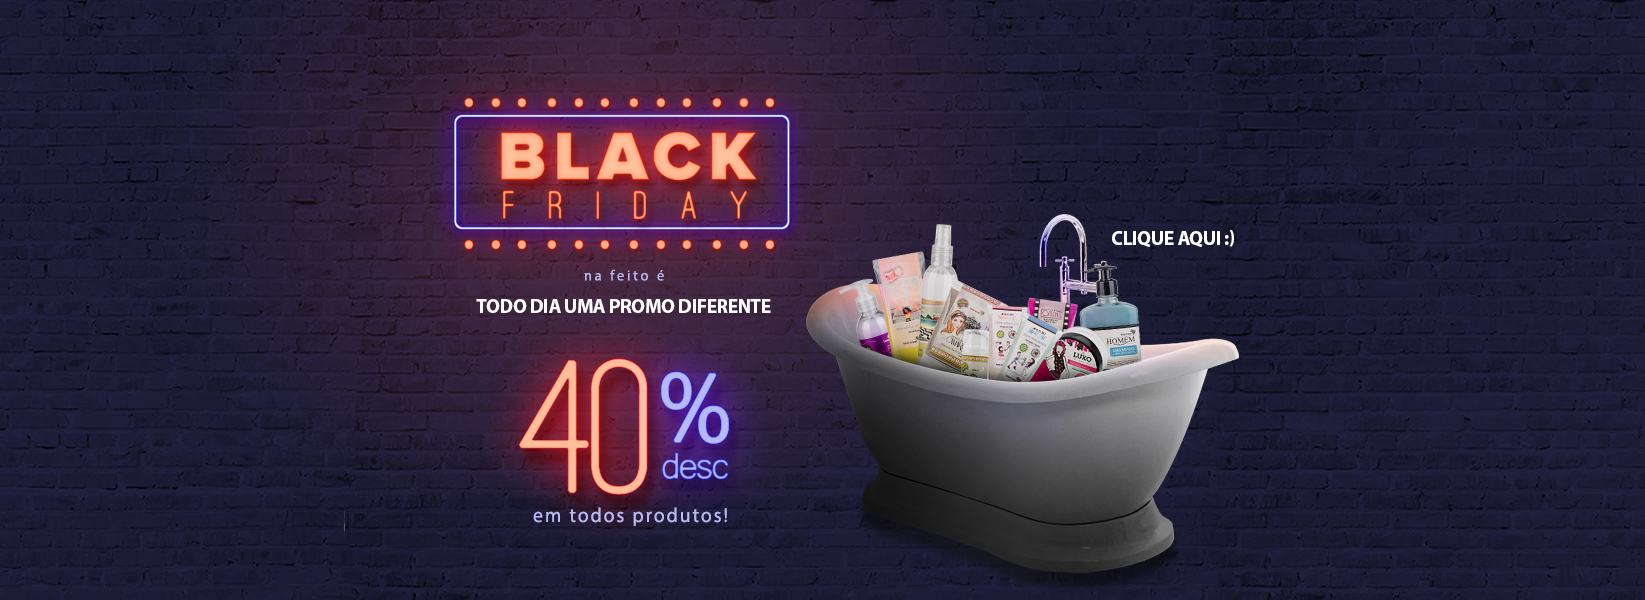 BLACK
FRIDAY
na feito é
TODO DIA UMA PROMO DIFERENTE
40%
desc
em todos produtos!
CLIQUE AQUI :)
LUXO
HOMEM